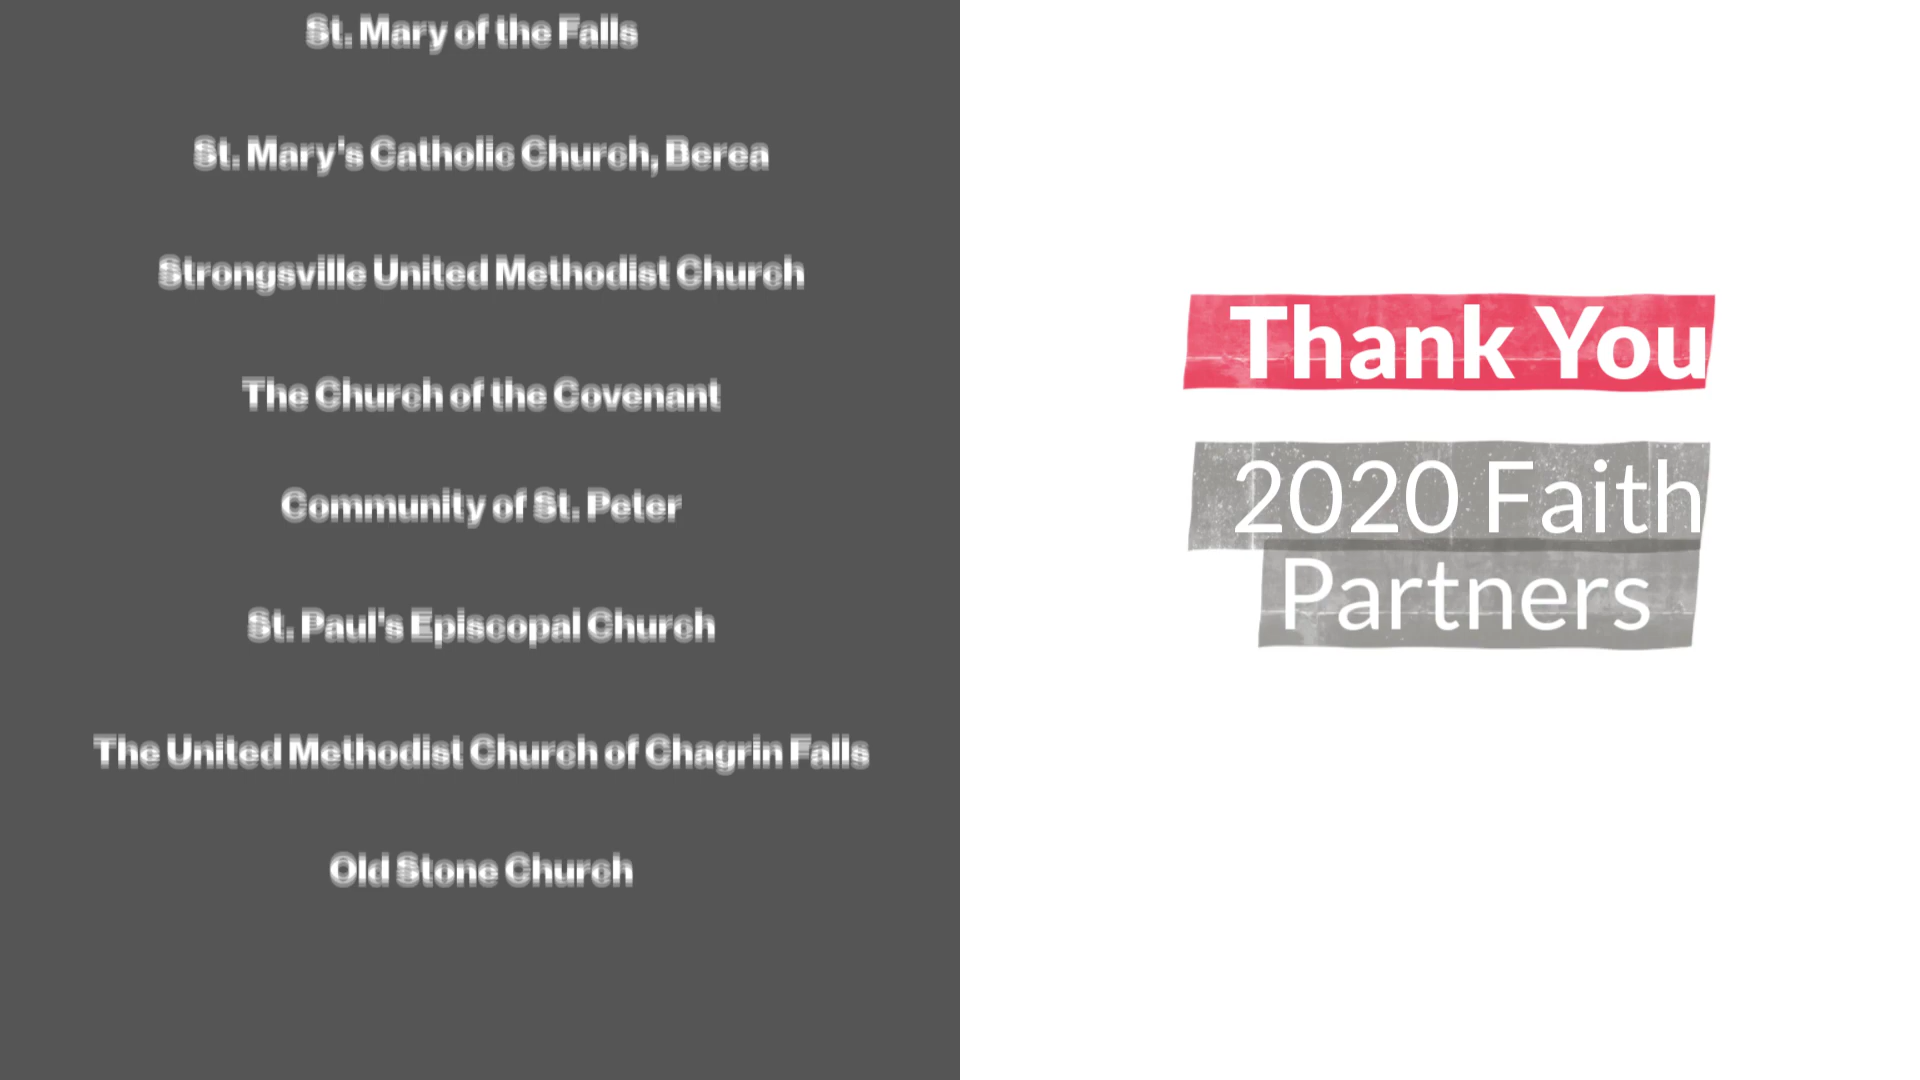 St. Mary of the Falls
St. Mary's Catholic Church, Berea
Strongsville United Methodist Church
The Church of the Covenant
Community of St. Peter
St. Paul's Episcopal Church
The United Methodist Church of Chagrin Falls
Old Stone Church
Thank You
2020 Faith
Partners